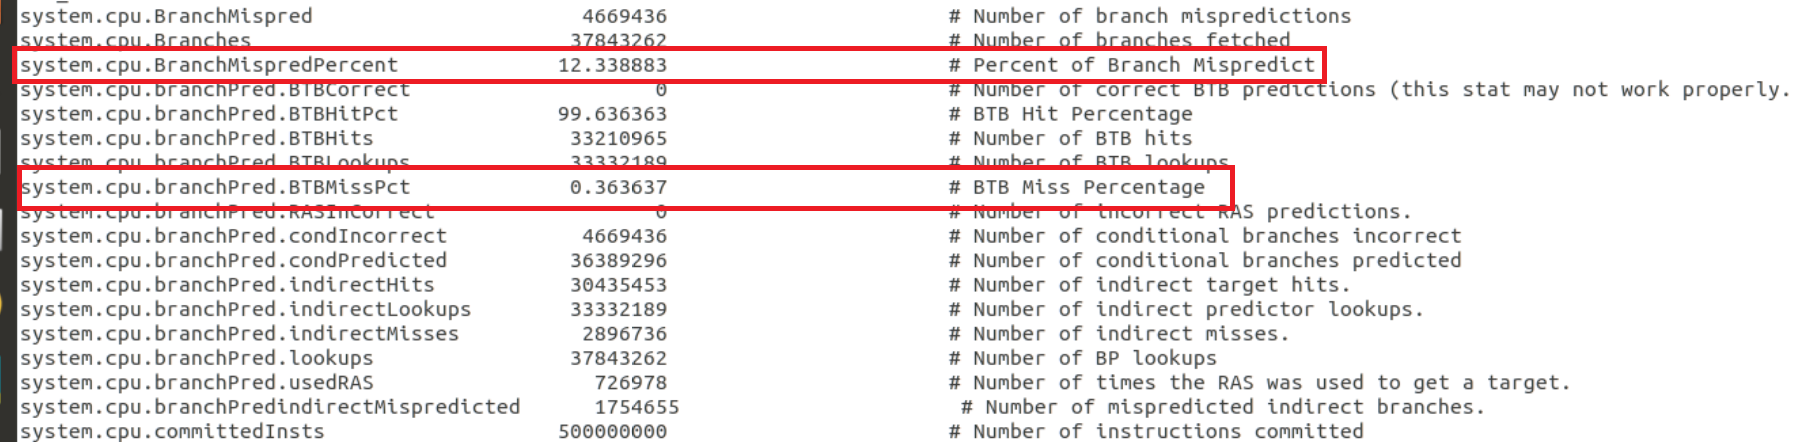 system.cpu.BranchMispred 4669436 # Number of branch mispredictions
system.cpu.Branches 37843262 # Number of branches fetched
system.cpu.BranchMispredPercent 12.338883 # Percent of Branch Mispredict
system.cpu.branchPred.BTBCorrect 0 # Number of correct BTB predictions (this stat may not work properly.
system.cpu.branchPred.BTBHitPct 99.636363 # BTB Hit Percentage
system.cpu.branchPred.BTBHits 33210965 # Number of BTB hits
system.cpu.branchPred.BTBLookups 33332189 # Number of BTB lookups
system.cpu.branchPred.BTBMissPct 0.363637 # BTB Miss Percentage
system.cpu.branchPred.RASInCorrect 0 # Number of incorrect RAS predictions.
system.cpu.branchPred.condIncorrect 4669436 # Number of conditional branches incorrect
system.cpu.branchPred.condPredicted 36389296 # Number of conditional branches predicted
system.cpu.branchPred.indirectHits 30435453 # Number of indirect target hits.
system.cpu.branchPred.indirectLookups 33332189 # Number of indirect predictor lookups.
system.cpu.branchPred.indirectMisses 2896736 # Number of indirect misses.
system.cpu.branchPred.lookups 37843262 # Number of BP lookups
system.cpu.branchPred.usedRAS 726978 # Number of times the RAS was used to get a target.
system.cpu.branchPredindirectMispredicted 1754655 # Number of mispredicted indirect branches.
system.cpu.committedInsts 500000000 # Number of instructions committed